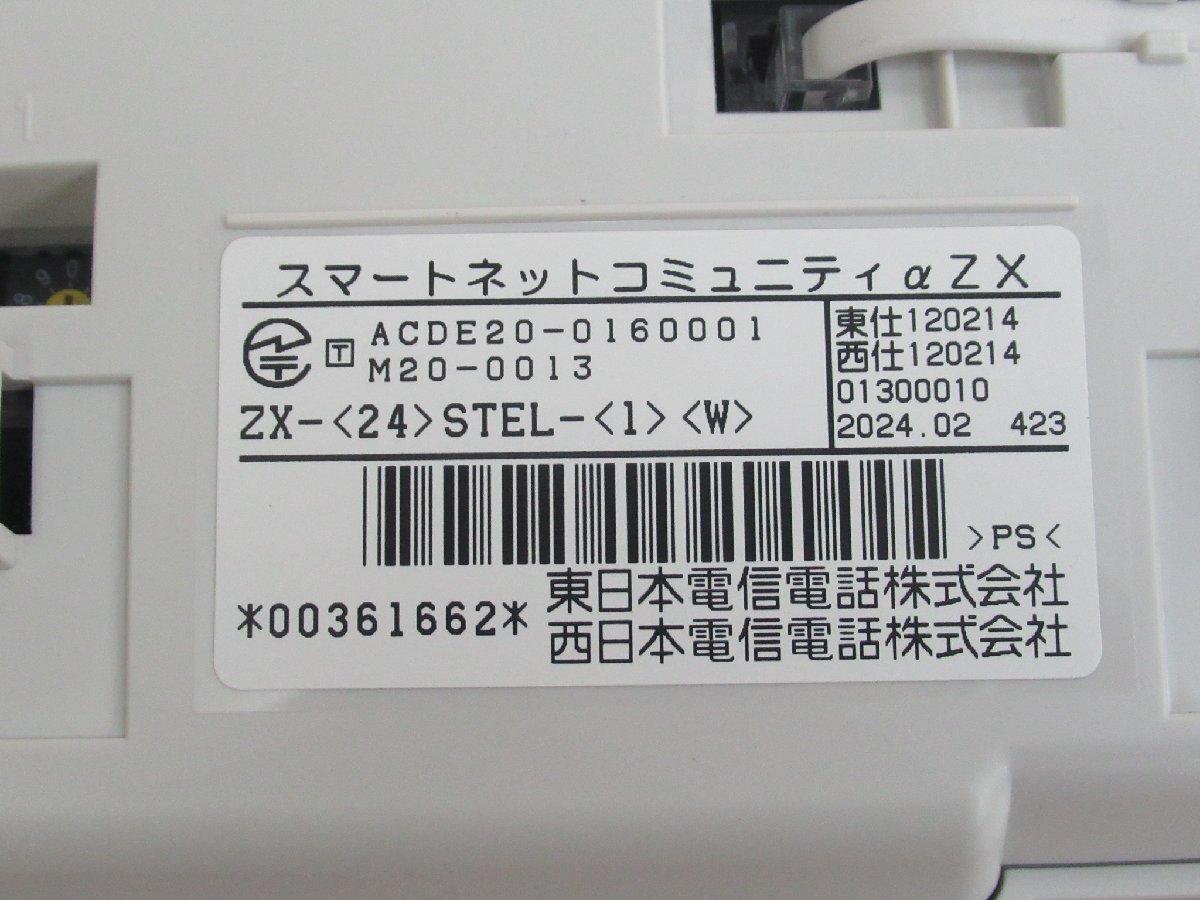 スマートネットコミュニティαZX
T ACDE20-0160001
M20-0013
ZX-<24>STEL-<1><W>
東仕120214
西仕120214
01300010
2024.02 423
>PS<
*00361662*
東日本電信電話株式会社
西日本電信電話株式会社